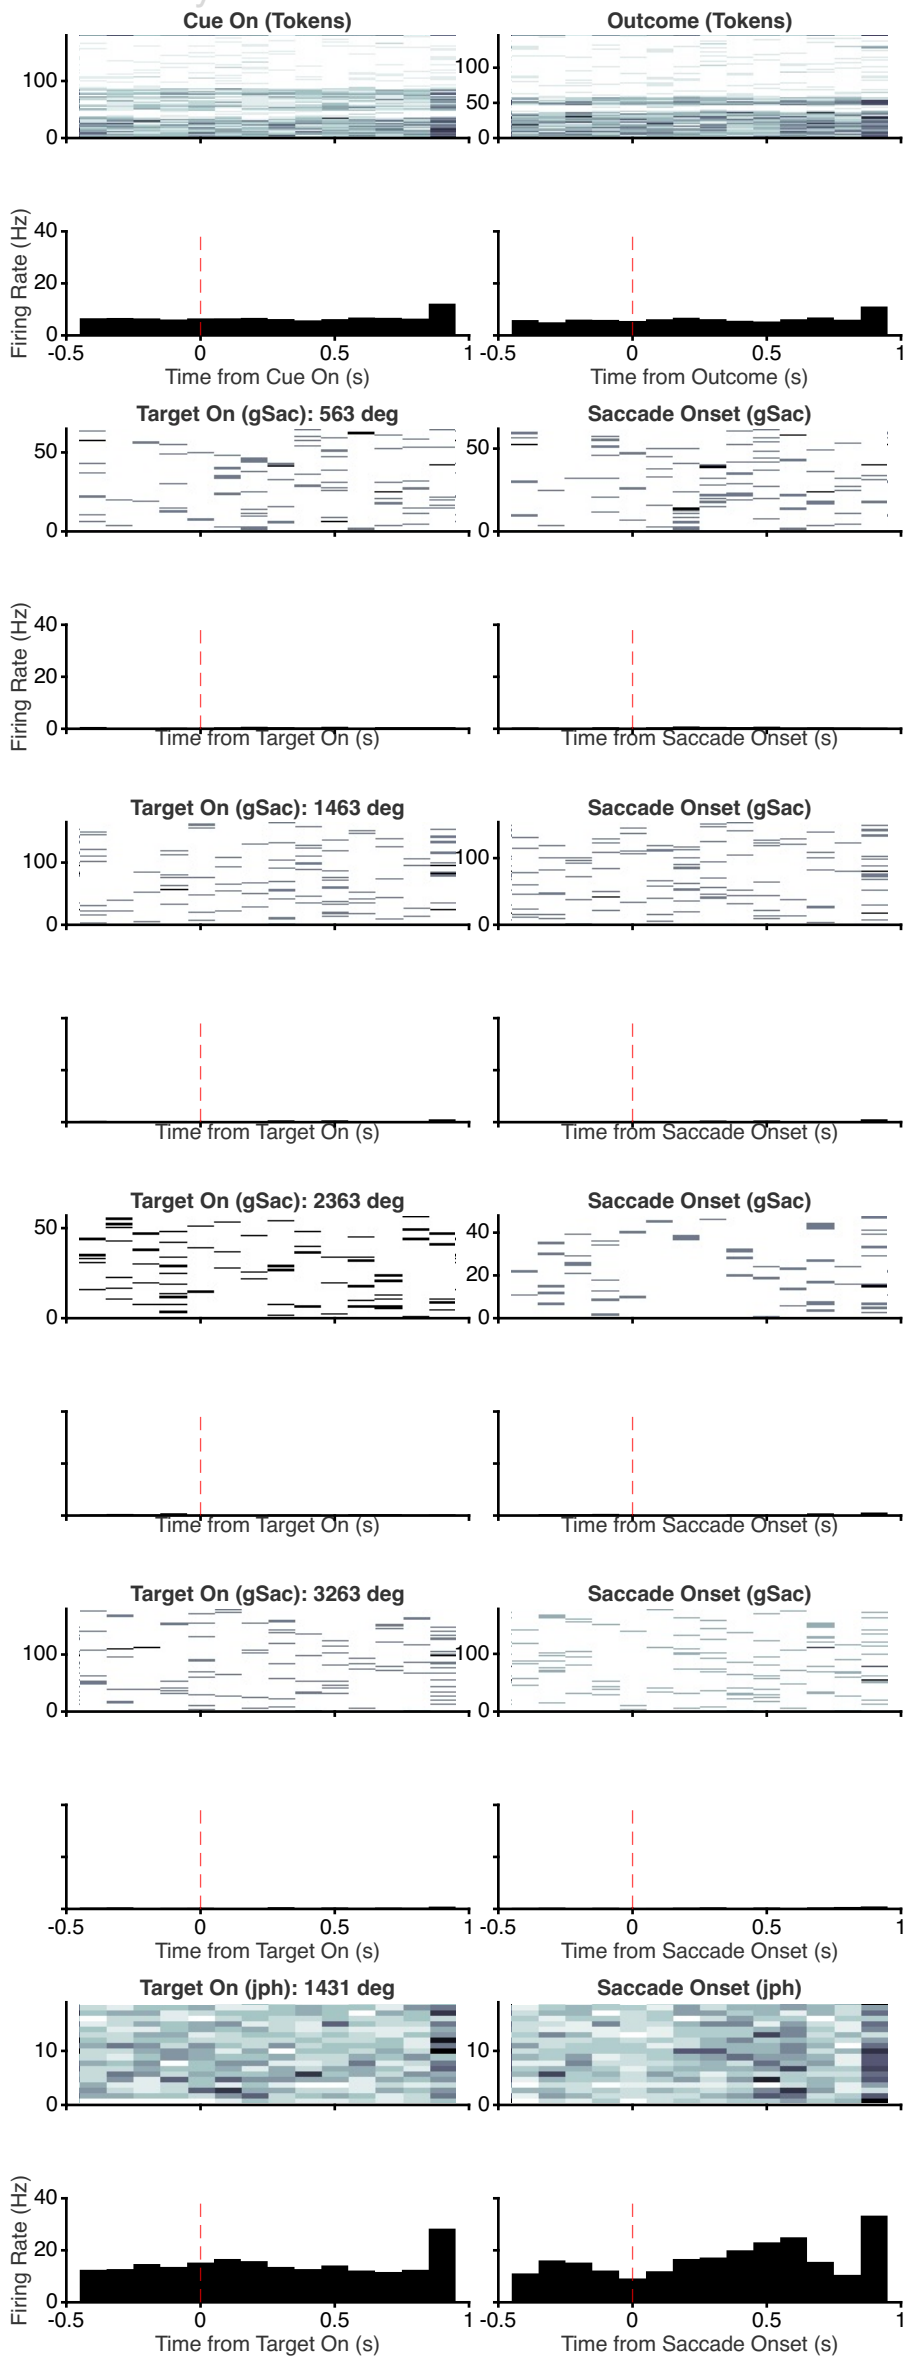 Cue On (Tokens) Outcome (Tokens)
100 100
50
0 0
Firing Rate (Hz)
40
20
0
-0.5 0 0.5 1 -0.5 0 0.5 1
Time from Cue On (s) Time from Outcome (s)
Target On (gSac): 563 deg Saccade Onset (gSac)
50 50
0 0
Firing Rate (Hz)
40
20
0
Time from Target On (s) Time from Saccade Onset (s)
Target On (gSac): 1463 deg Saccade Onset (gSac)
100 100
0 0
Time from Target On (s) Time from Saccade Onset (s)
Target On (gSac): 2363 deg Saccade Onset (gSac)
50 40
20
0 0
Time from Target On (s) Time from Saccade Onset (s)
Target On (gSac): 3263 deg Saccade Onset (gSac)
100 100
0 0
-0.5 0 0.5 1 -0.5 0 0.5 1
Time from Target On (s) Time from Saccade Onset (s)
Target On (jph): 1431 deg Saccade Onset (jph)
10 10
0 0
Firing Rate (Hz)
40
20
0
-0.5 0 0.5 1 -0.5 0 0.5 1
Time from Target On (s) Time from Saccade Onset (s)